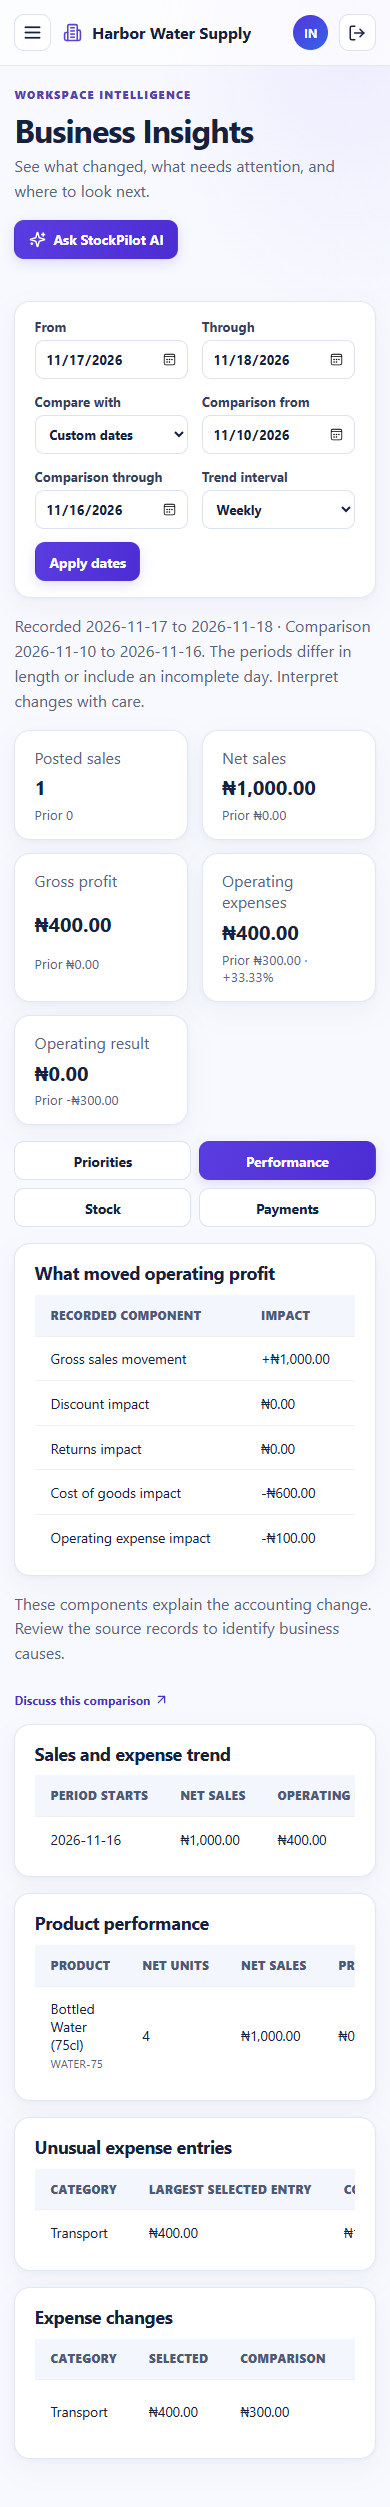 Harbor Water Supply
IN
WORKSPACE INTELLIGENCE
Business Insights
See what changed, what needs attention, and
where to look next.
Ask StockPilot AI
From
Through
11/17/2026
11/18/2026
Compare with
Comparison from
Custom dates
11/10/2026
Comparison through
Trend interval
11/16/2026
Weekly
Apply dates
Recorded 2026-11-17 to 2026-11-18 · Comparison
2026-11-10 to 2026-11-16. The periods differ in
length or include an incomplete day. Interpret
changes with care.
Posted sales
1
Prior 0
Net sales
₦1,000.00
Prior ₦0.00
Gross profit
₦400.00
Prior ₦0.00
Operating
expenses
₦400.00
Prior ₦300.00 ·
+33.33%
Operating result
₦0.00
Prior -₦300.00
Priorities
Performance
Stock
Payments
What moved operating profit
RECORDED COMPONENT IMPACT
Gross sales movement +₦1,000.00
Discount impact ₦0.00
Returns impact ₦0.00
Cost of goods impact -₦600.00
Operating expense impact -₦100.00
These components explain the accounting change.
Review the source records to identify business
causes.
Discuss this comparison
Sales and expense trend
PERIOD STARTS NET SALES OPERATING
2026-11-16 ₦1,000.00 ₦400.00
Product performance
PRODUCT NET UNITS NET SALES PR
Bottled
Water
(75cl)
WATER-75
4 ₦1,000.00 ₦0
Unusual expense entries
CATEGORY LARGEST SELECTED ENTRY
Transport ₦400.00
Expense changes
CATEGORY SELECTED COMPARISON
Transport ₦400.00 ₦300.00